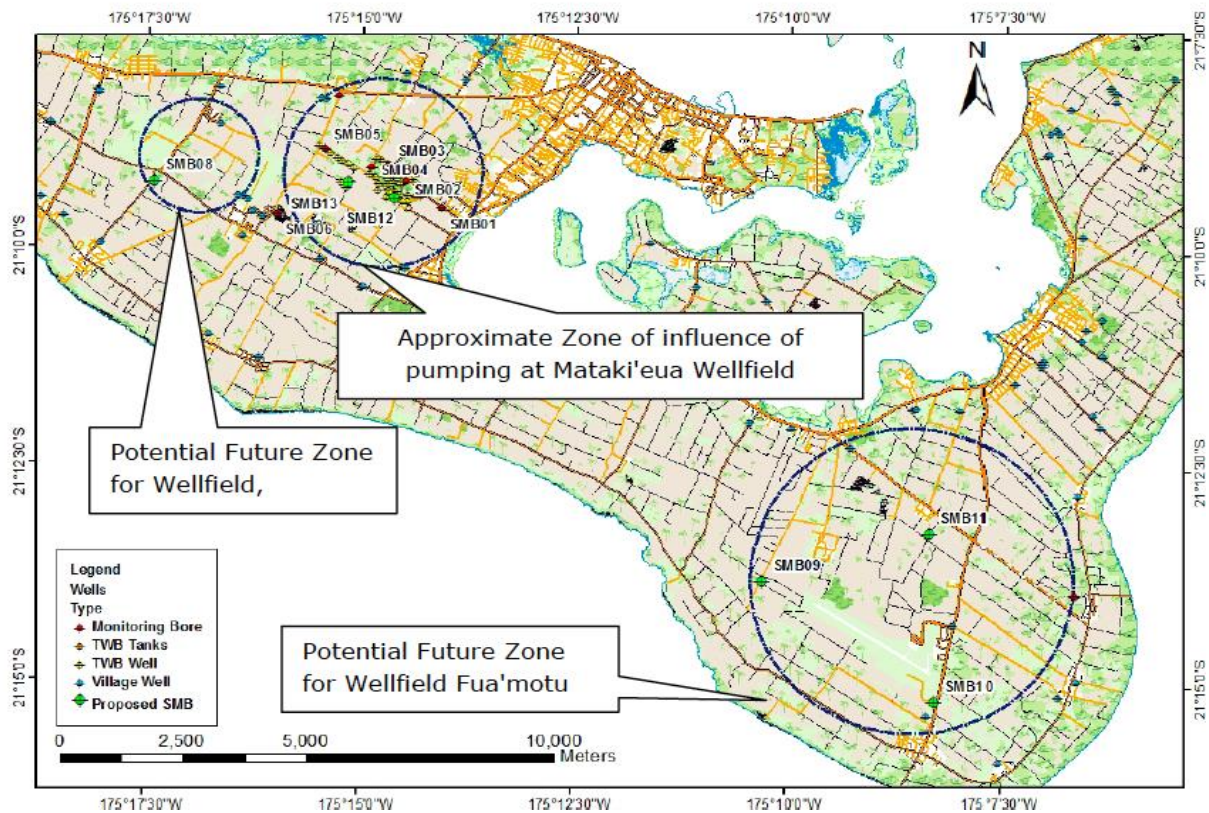 175°17'30"W
175°15'0"W
175°12'30"W
175°10'0"W
175°7'30"W
21°7'30"S
21°7'30"S
N
SMB05
SMB03
SMB08
SMB04
SMB02
SMB13
SMB12
SMB01
SMB06
21°10'0"S
21°10'0"S
Approximate Zone of influence of
pumping at Mataki'eua Wellfield
Potential Future Zone
for Wellfield,
21°12'30"S
21°12'30"S
SMB11
SMB09
Legend
Wells
Type
Monitoring Bore
TWB Tanks
TWB Well
Village Well
Proposed SMB
Potential Future Zone
for Wellfield Fua'motu
SMB10
21°15'0"S
21°15'0"S
0 2,500 5,000 10,000
Meters
175°17'30"W
175°15'0"W
175°12'30"W
175°10'0"W
175°7'30"W